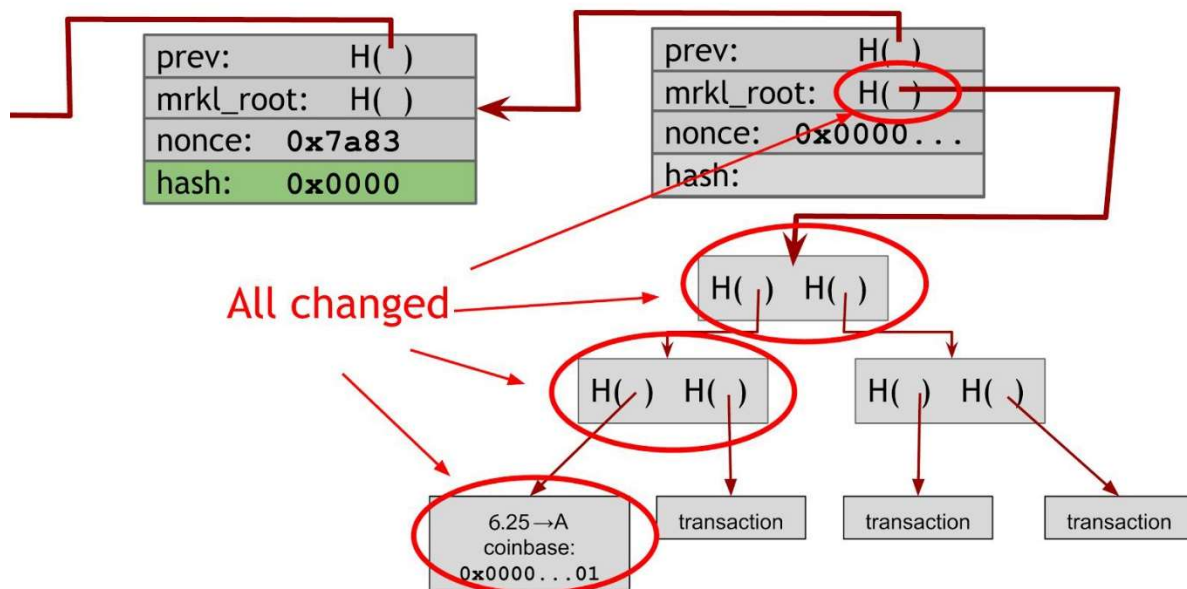 prev: H( )
mrkl_root: H( )
nonce: 0x7a83
hash: 0x0000
prev: H( )
mrkl_root: H( )
nonce: 0x0000...
hash:
All changed
H( ) H( )
H( ) H( )
H( ) H( )
6.25→A
coinbase:
0x0000...01
transaction
transaction
transaction